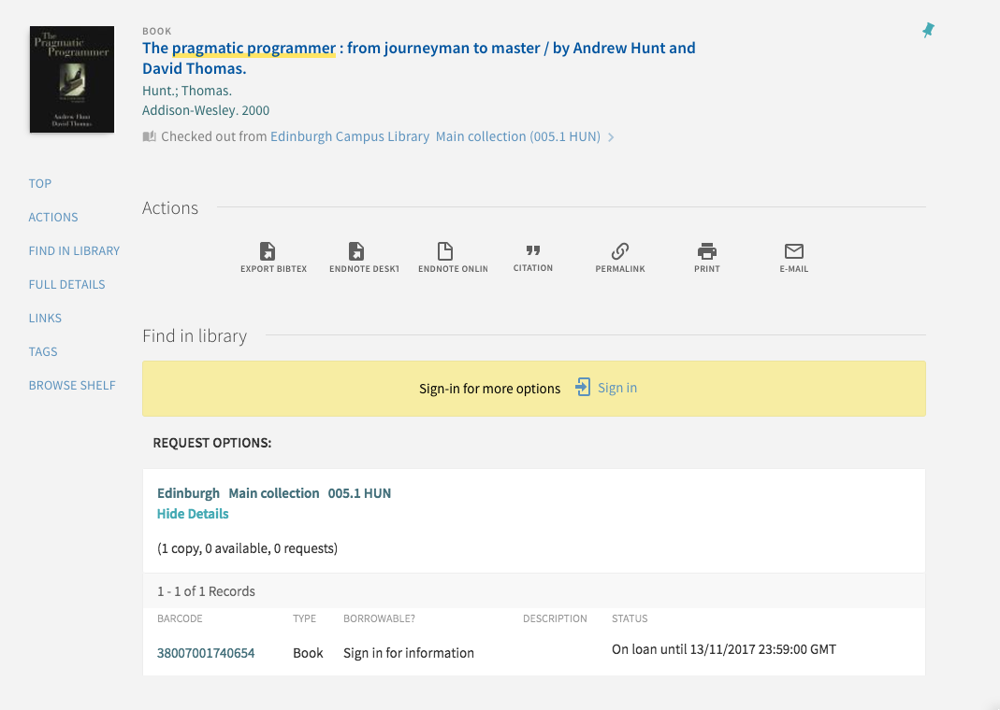 The
Pragmatic
Programmer
Andrew Hunt
David Thomas
BOOK
The pragmatic programmer : from journeyman to master / by Andrew Hunt and
David Thomas.
Hunt.; Thomas.
Addison-Wesley. 2000
Checked out from Edinburgh Campus Library Main collection (005.1 HUN)
TOP
ACTIONS
FIND IN LIBRARY
FULL DETAILS
LINKS
TAGS
BROWSE SHELF
Actions
EXPORT BIBTEX ENDNOTE DESKT ENDNOTE ONLIN CITATION PERMALINK PRINT E-MAIL
Find in library
Sign-in for more options Sign in
REQUEST OPTIONS:
Edinburgh Main collection 005.1 HUN
Hide Details
(1 copy, 0 available, 0 requests)
1 - 1 of 1 Records
BARCODE TYPE BORROWABLE? DESCRIPTION STATUS
38007001740654 Book Sign in for information On loan until 13/11/2017 23:59:00 GMT